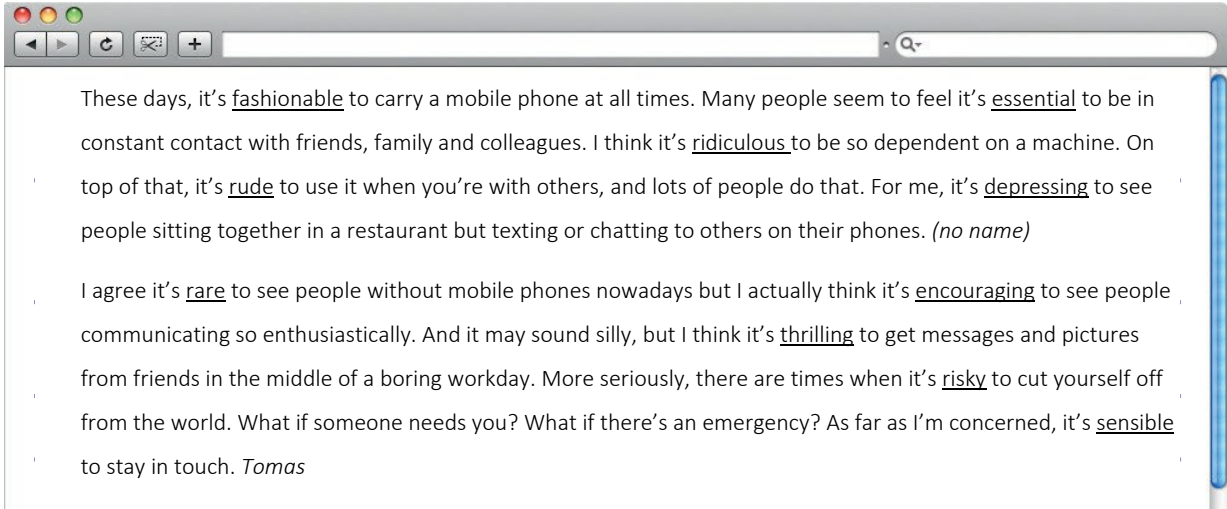 These days, it’s fashionable to carry a mobile phone at all times. Many people seem to feel it’s essential to be in
constant contact with friends, family and colleagues. I think it’s ridiculous to be so dependent on a machine. On
top of that, it’s rude to use it when you’re with others, and lots of people do that. For me, it’s depressing to see
people sitting together in a restaurant but texting or chatting to others on their phones. (no name)
I agree it’s rare to see people without mobile phones nowadays but I actually think it’s encouraging to see people
communicating so enthusiastically. And it may sound silly, but I think it’s thrilling to get messages and pictures
from friends in the middle of a boring workday. More seriously, there are times when it’s risky to cut yourself off
from the world. What if someone needs you? What if there’s an emergency? As far as I’m concerned, it’s sensible
to stay in touch. Tomas